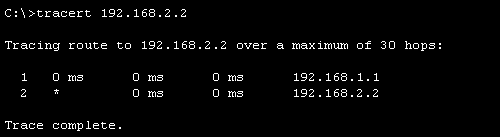 C:\>tracert 192.168.2.2
Tracing route to 192.168.2.2 over a maximum of 30 hops:
1 0 ms 0 ms 0 ms 192.168.1.1
2 * 0 ms 0 ms 192.168.2.2
Trace complete.